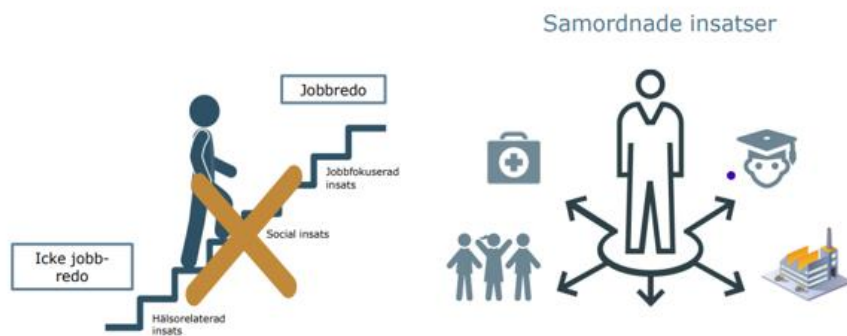 Samordnade insatser
Jobbredo
Jobbfokuserad
insats
Social insats
Icke jobb-
redo
Hälsorelaterad
insats